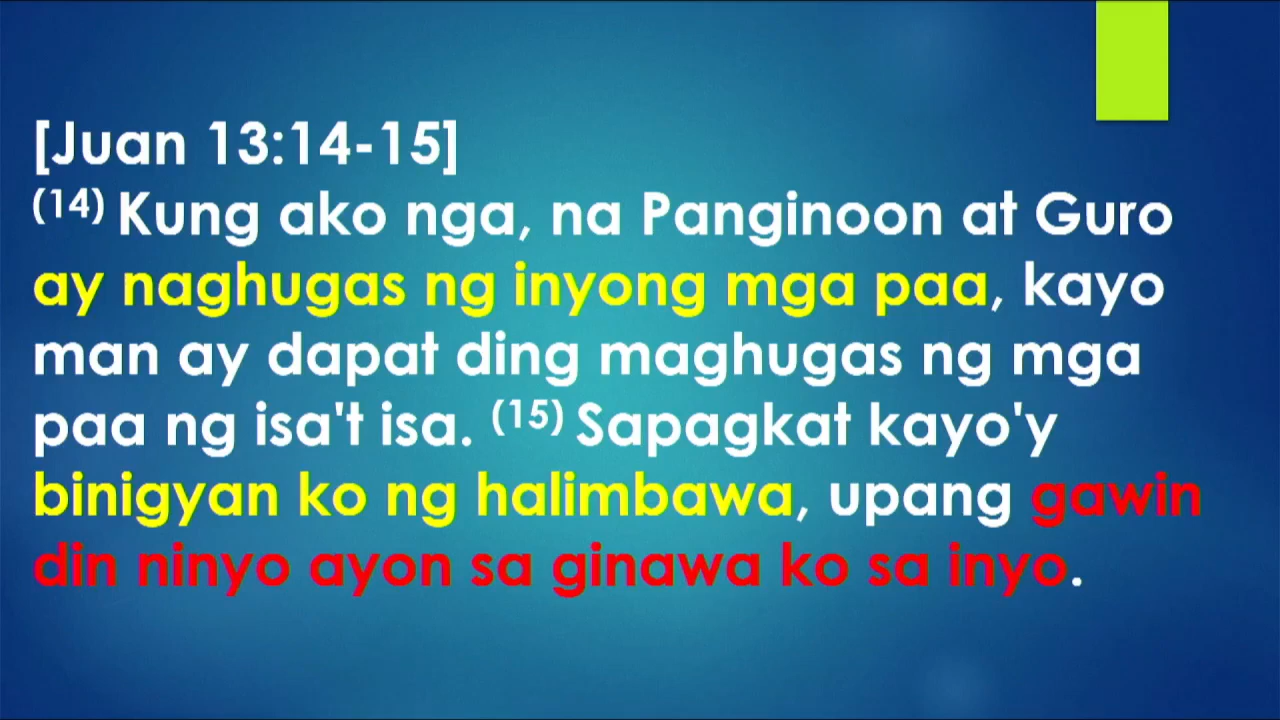 [Juan 13:14-15]
(14) Kung ako nga, na Panginoon at Guro
ay naghugas ng inyong mga paa, kayo
man ay dapat ding maghugas ng mga
paa ng isa't isa. (15) Sapagkat kayo'y
binigyan ko ng halimbawa, upang gawin
din ninyo ayon sa ginawa ko sa inyo.